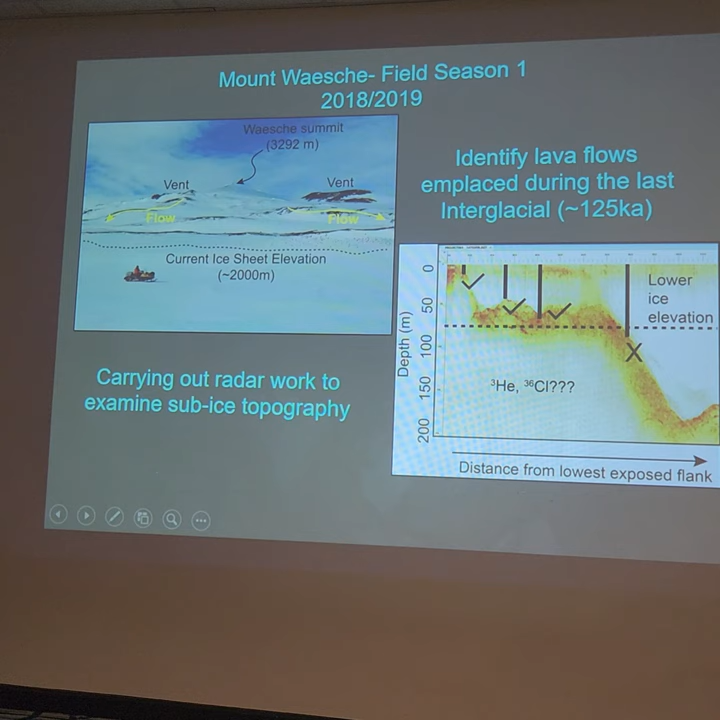 Mount Waesche- Field Season 1
2018/2019
Waesche summit
(3292 m)
Vent
Vent
Flow
Flow
Current Ice Sheet Elevation
(~2000m)
Identify lava flows
emplaced during the last
Interglacial (~125ka)
Carrying out radar work to
examine sub-ice topography
Depth (m)
0
50
100
150
200
Lower
ice
elevation
X
³He, ³⁶Cl???
Distance from lowest exposed flank